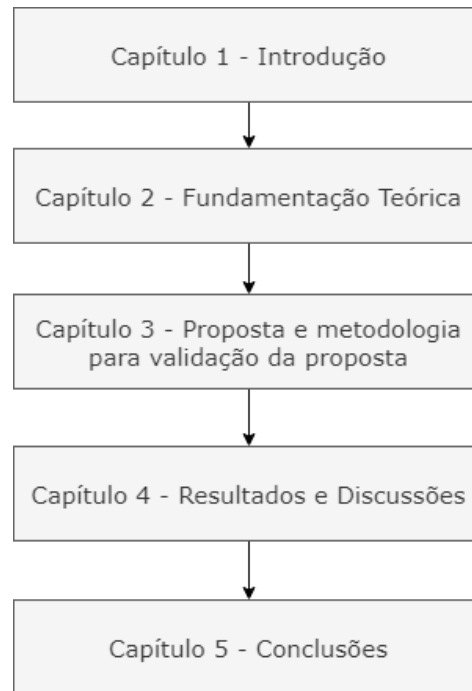 Capítulo 1 - Introdução
Capítulo 2 - Fundamentação Teórica
Capítulo 3 - Proposta e metodologia
para validação da proposta
Capítulo 4 - Resultados e Discussões
Capítulo 5 - Conclusões